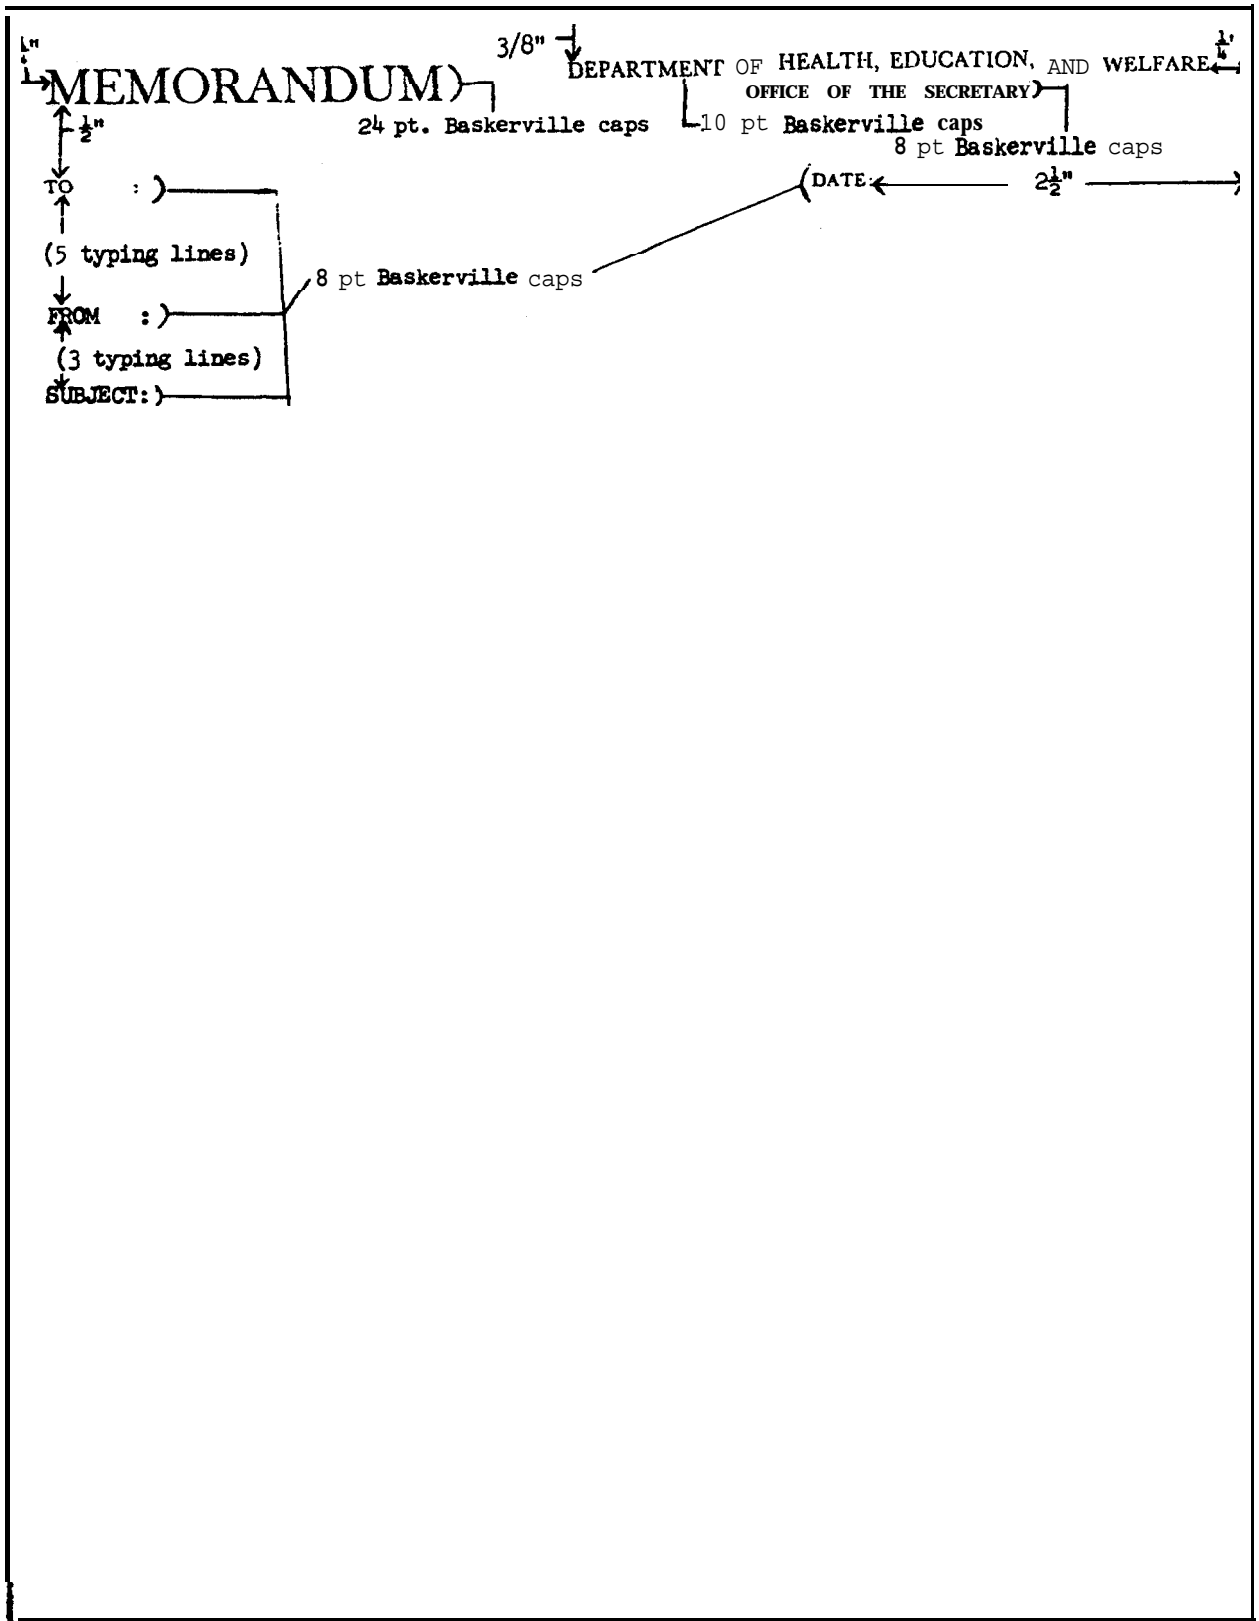 ¼"
3/8"
¼"
MEMORANDUM)
DEPARTMENT OF HEALTH, EDUCATION, AND WELFARE
OFFICE OF THE SECRETARY)
½"
24 pt. Baskerville caps
10 pt Baskerville caps
8 pt Baskerville caps
TO : )
(DATE:
2½"
(5 typing lines)
8 pt Baskerville caps
FROM : )
(3 typing lines)
SUBJECT:)